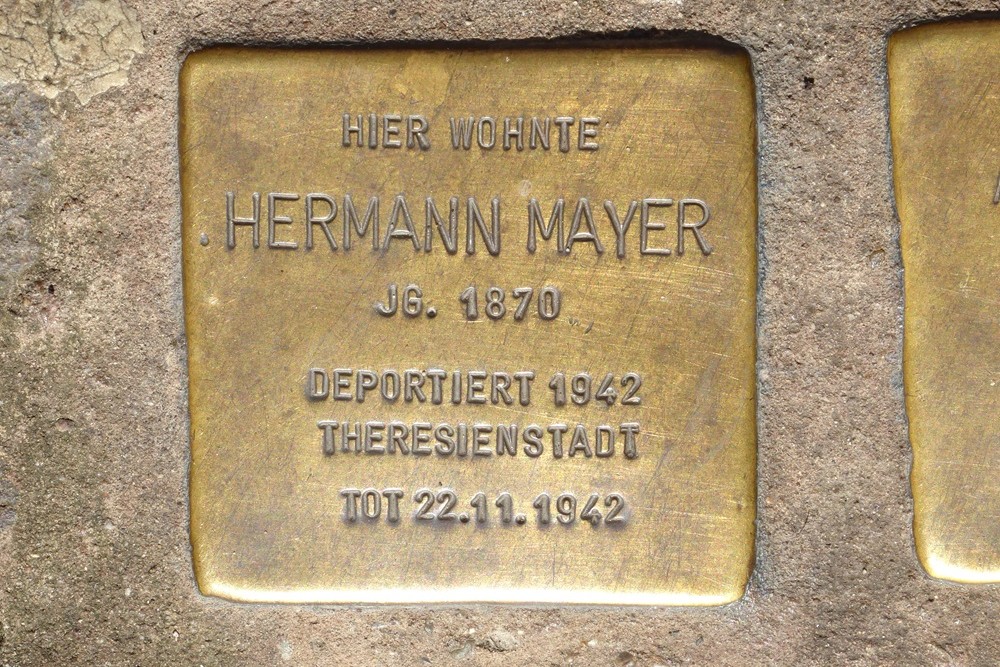 HIER WOHNTE
HERMANN MAYER
JG. 1870
DEPORTIERT 1942
THERESIENSTADT
TOT 22.11.1942